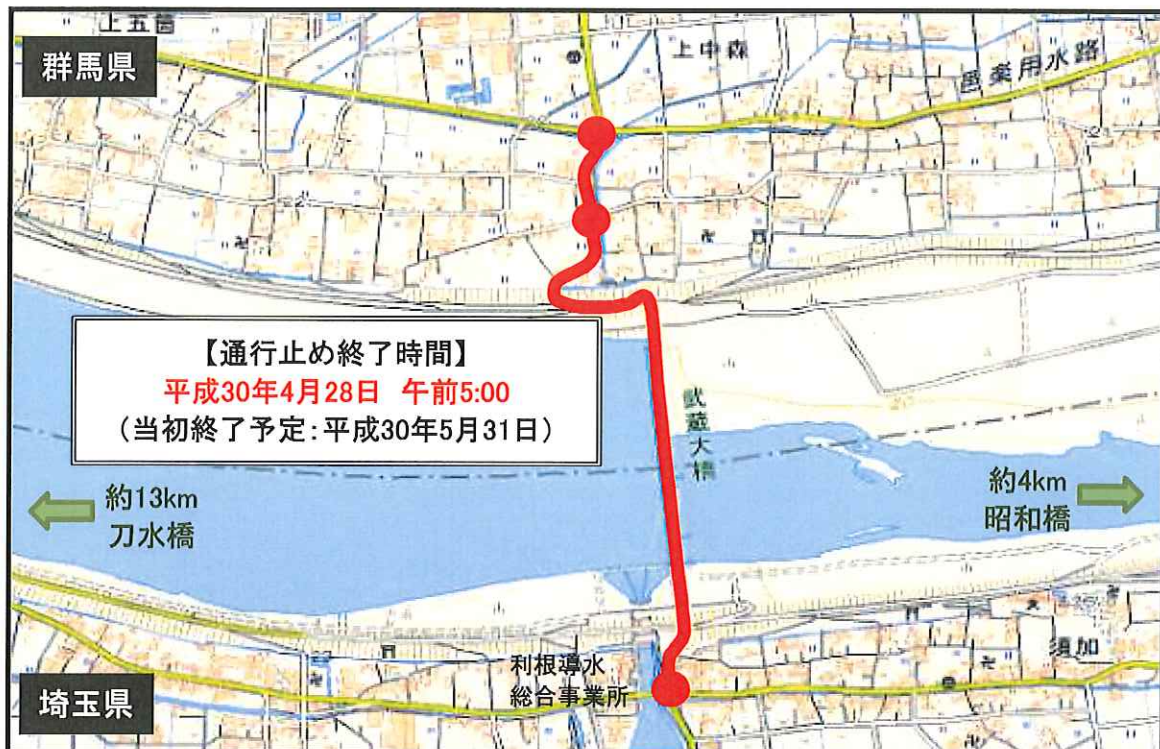 上五箇
群馬県
上中森
邑楽用水路
【通行止め終了時間】
平成30年4月28日 午前5:00
（当初終了予定:平成30年5月31日）
武蔵大橋
約13km
刀水橋
約4km
昭和橋
利根導水
総合事業所
須加
埼玉県